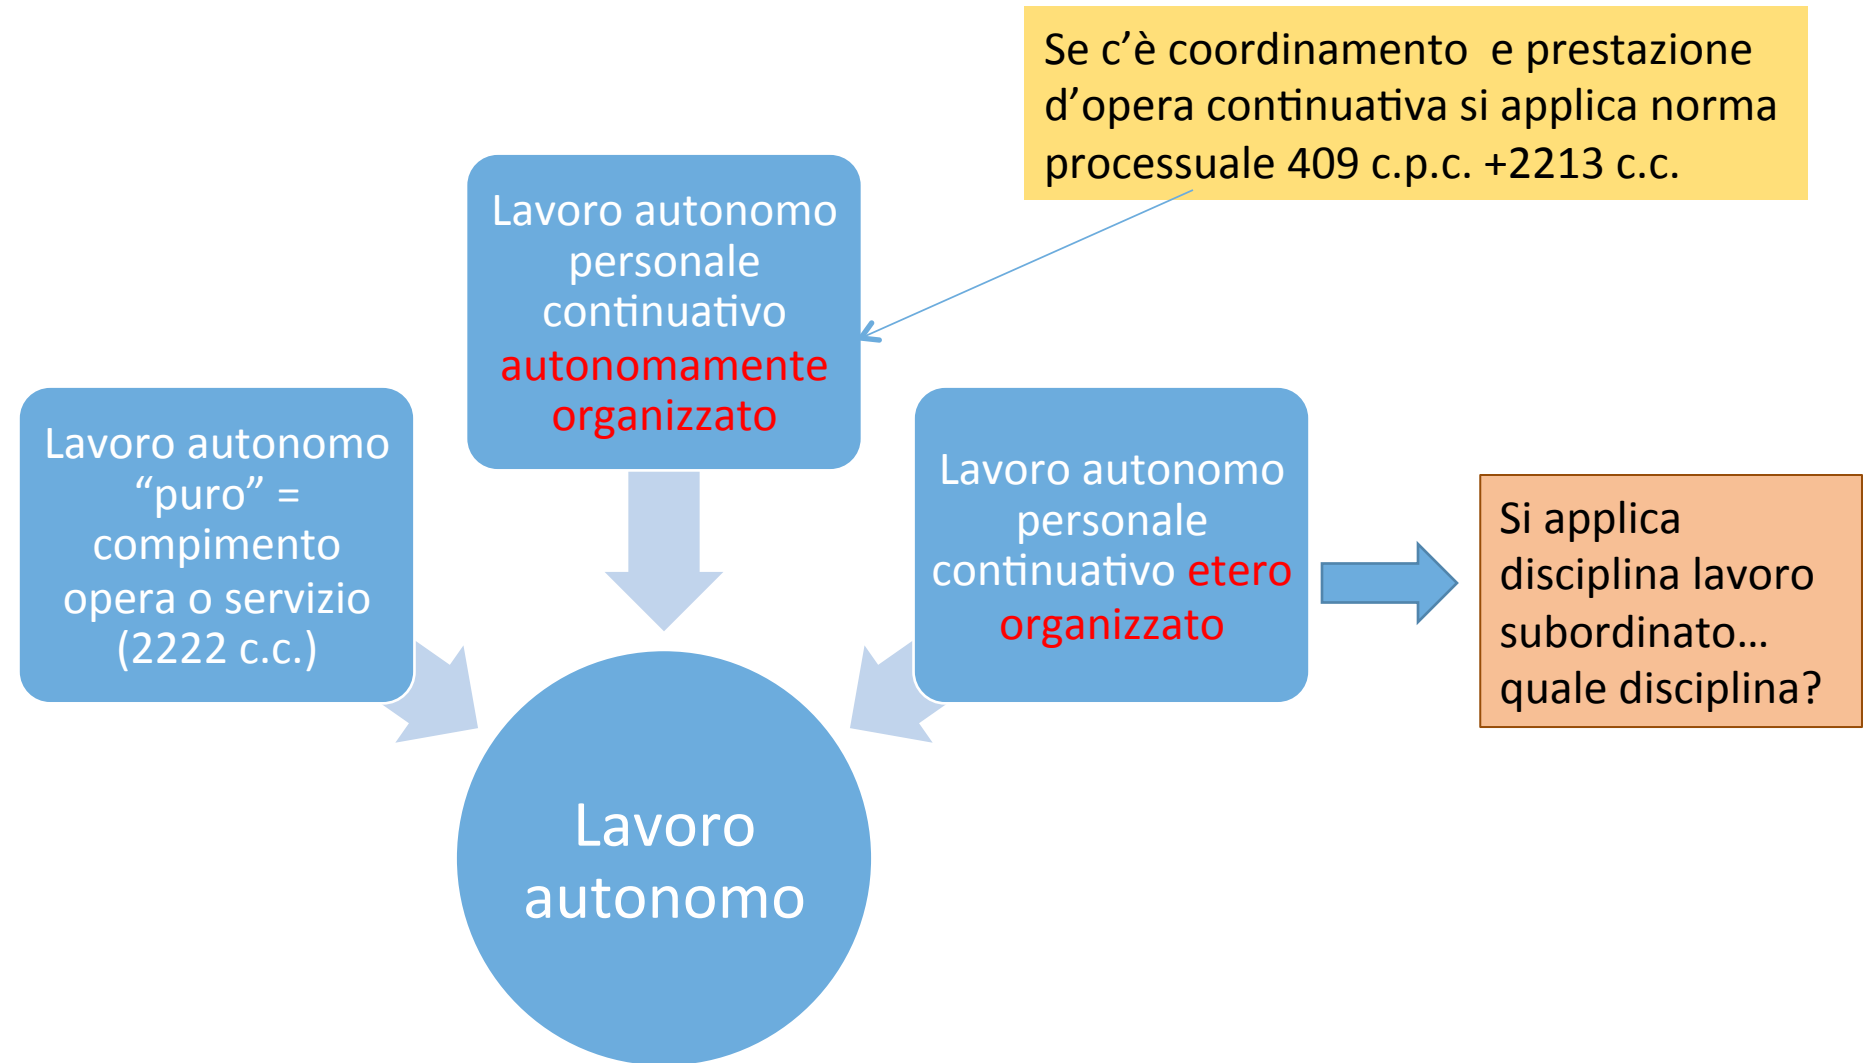 Se c’è coordinamento e prestazione
d’opera continuativa si applica norma
processuale 409 c.p.c. +2213 c.c.
Lavoro autonomo
personale
continuativo
autonomamente
organizzato
Lavoro autonomo
“puro” =
compimento
opera o servizio
(2222 c.c.)
Lavoro autonomo
personale
continuativo etero
organizzato
Si applica
disciplina lavoro
subordinato…
quale disciplina?
Lavoro
autonomo